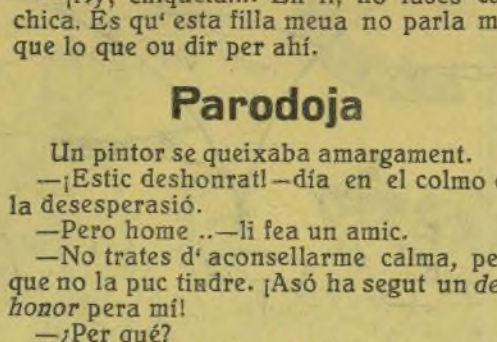 no
chica. Es qu' esta filla meua no parla
que lo que ou dir per ahí.
Parodoja
Un pintor se queixaba amargament.
—¡Estic deshonrat!—día en el colmo
la desesperasió.
—Pero home ..—li fea un amic.
—No trates d' aconsellarme calma,
que no la puc tindre. ¡Asó ha segut un
honor pera mí!
—¿Per qué?